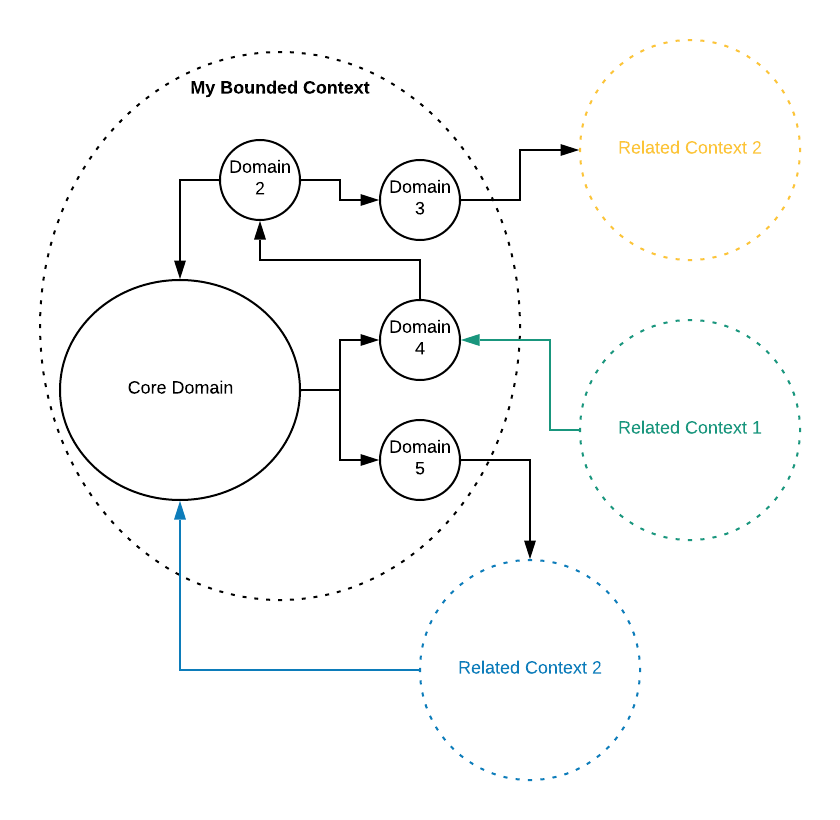 My Bounded Context
Related Context 2
Domain
2
Domain
3
Domain
4
Core Domain
Related Context 1
Domain
5
Related Context 2